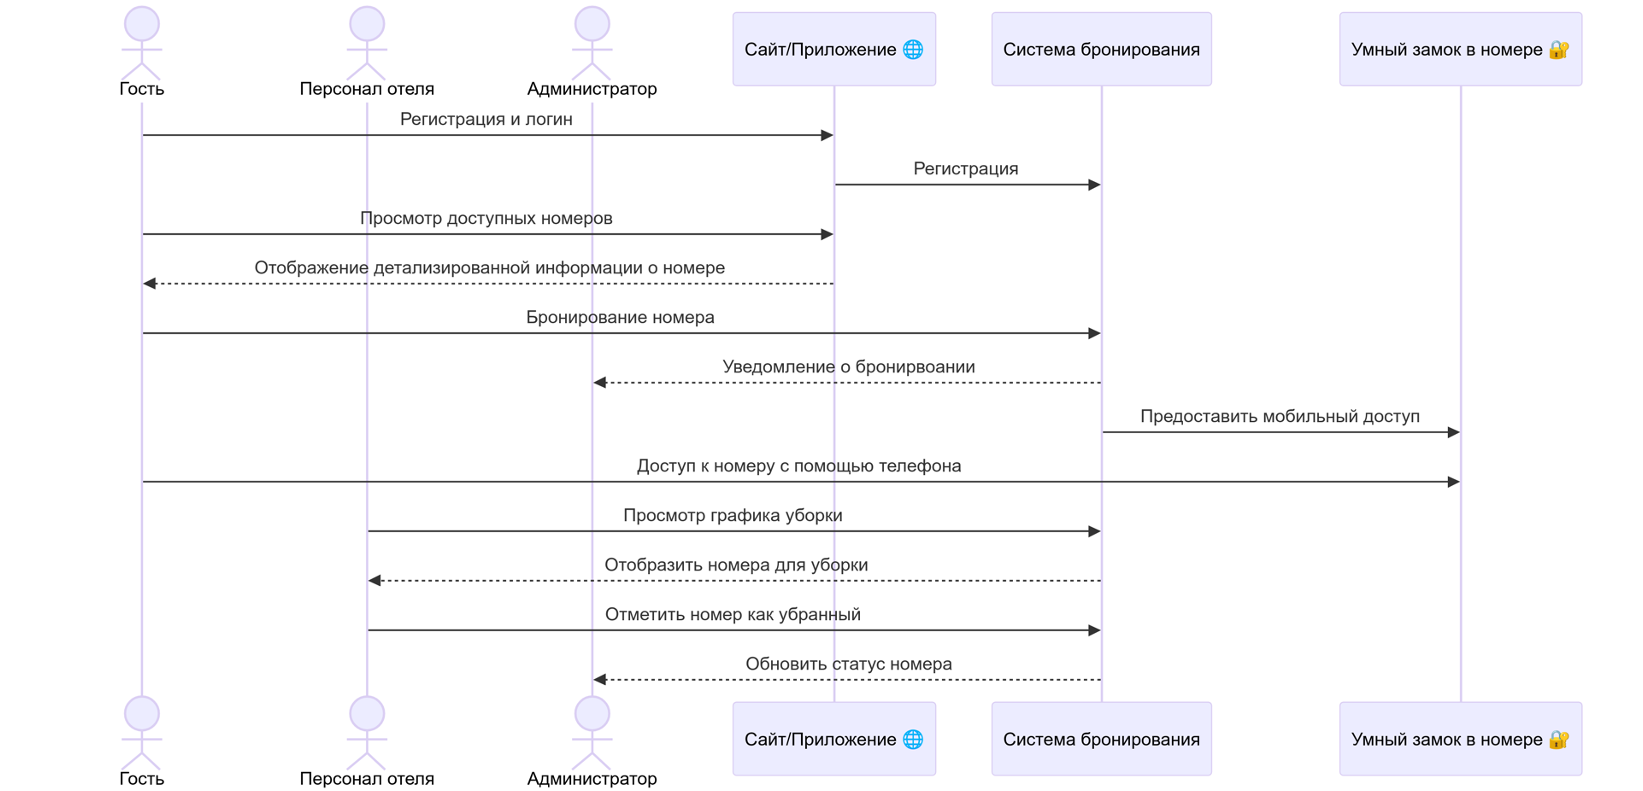 Гость
Персонал отеля
Администратор
Сайт/Приложение 🌐
Система бронирования
Умный замок в номере 🔐
Регистрация и логин
Регистрация
Просмотр доступных номеров
Отображение детализированной информации о номере
Бронирование номера
Уведомление о бронирвоании
Предоставить мобильный доступ
Доступ к номеру с помощью телефона
Просмотр графика уборки
Отобразить номера для уборки
Отметить номер как убранный
Обновить статус номера
Гость
Персонал отеля
Администратор
Сайт/Приложение 🌐
Система бронирования
Умный замок в номере 🔐